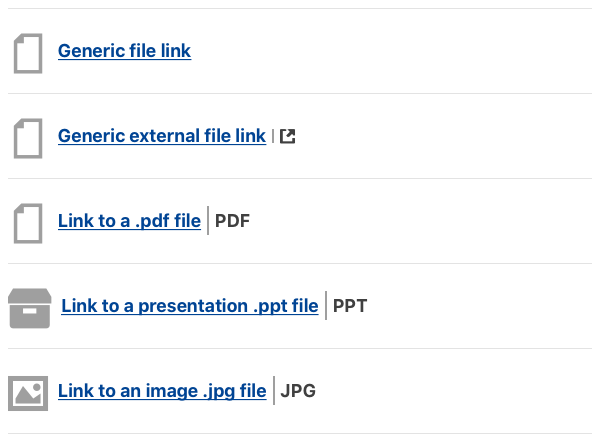 Generic file link
Generic external file link
Link to a .pdf file PDF
Link to a presentation .ppt file PPT
Link to an image .jpg file JPG